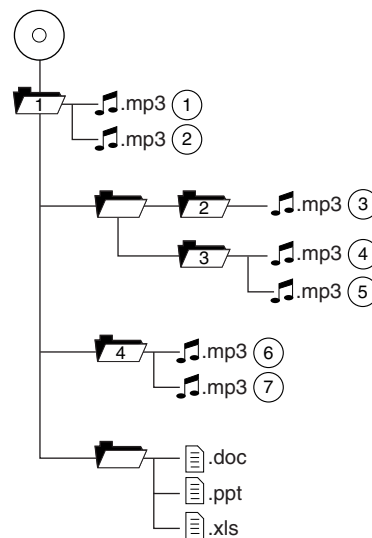 1 .mp3 1
.mp3 2
2 .mp3 3
3 .mp3 4
.mp3 5
4 .mp3 6
.mp3 7
.doc
.ppt
.xls